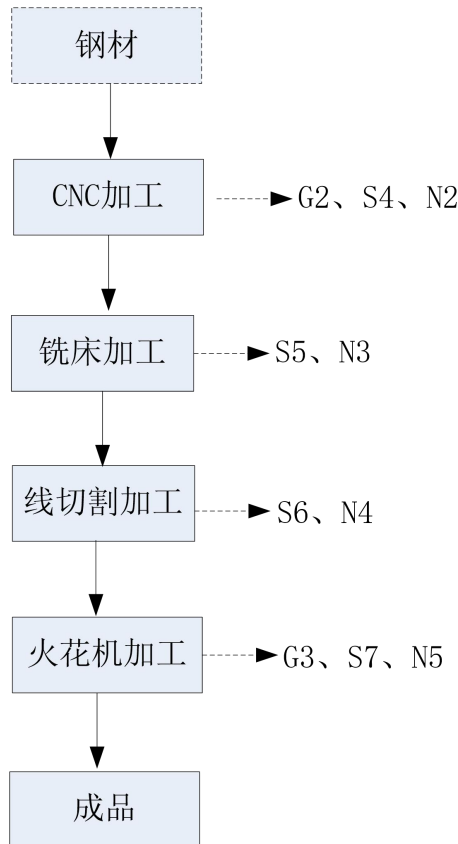 钢材
CNC加工
G2、S4、N2
铣床加工
S5、N3
线切割加工
S6、N4
火花机加工
G3、S7、N5
成品